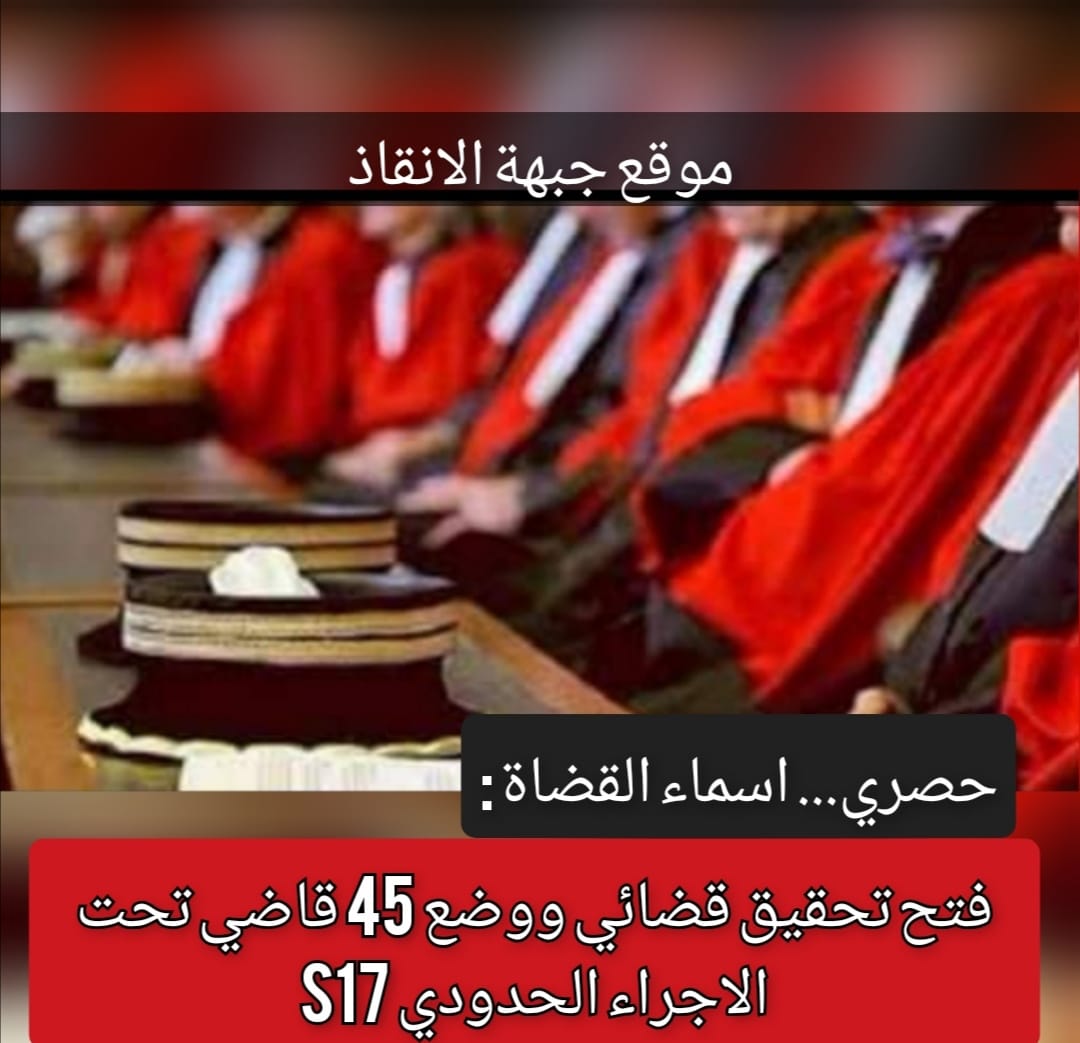 موقع جبهة الانقاذ
حصري... اسماء القضاة :
فتح تحقيق قضائي ووضع 45 قاضي تحت
الاجراء الحدودي S17